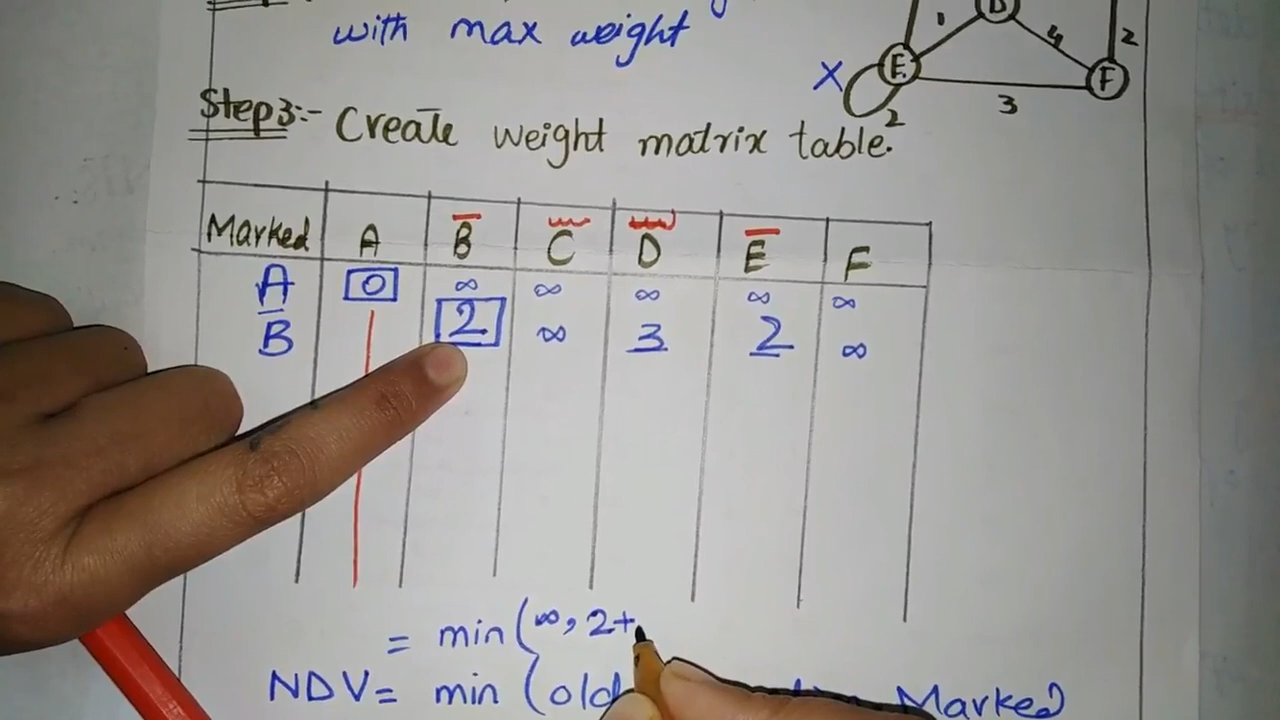 with max weight
D
1
4
2
E
F
X
2
3
Step3:- Create weight matrix table.
Marked A B C D E F
A 0 ∞ ∞ ∞ ∞ ∞
B 2 ∞ 3 2 ∞
= min(∞, 2+
NDV= min (old Marked